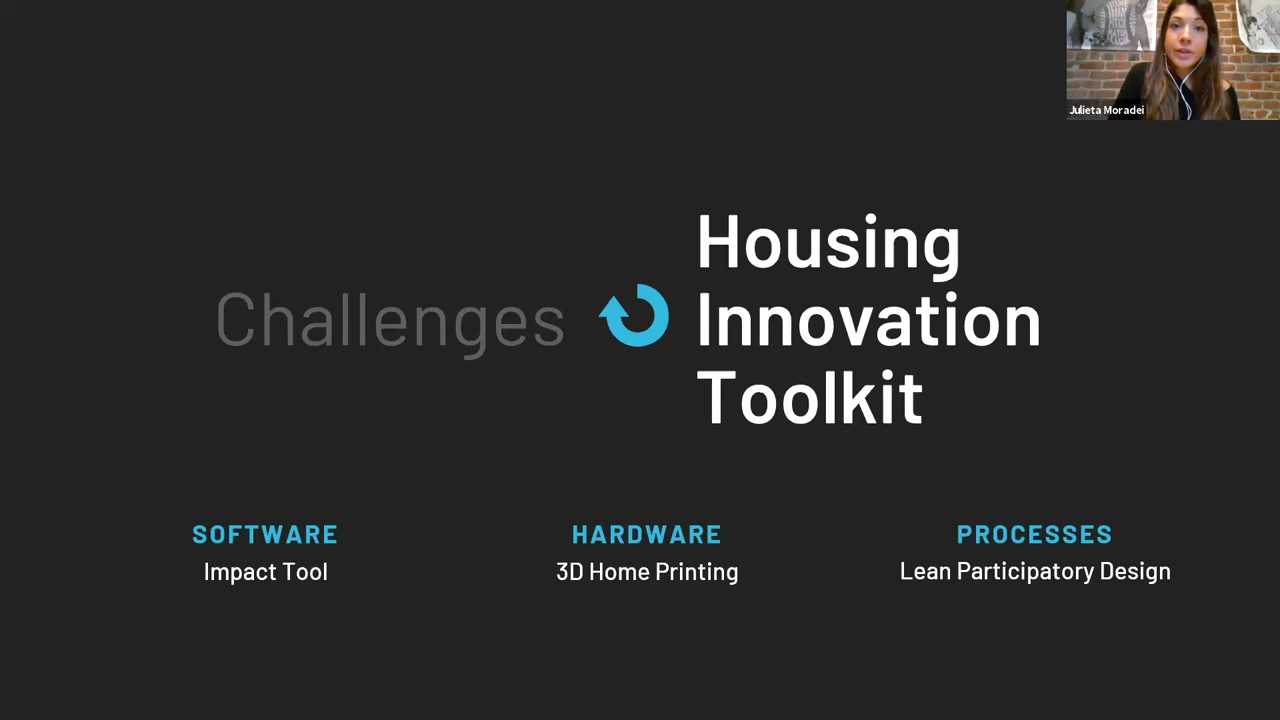 Julieta Moradei
Challenges
Housing
Innovation
Toolkit
SOFTWARE
Impact Tool
HARDWARE
3D Home Printing
PROCESSES
Lean Participatory Design